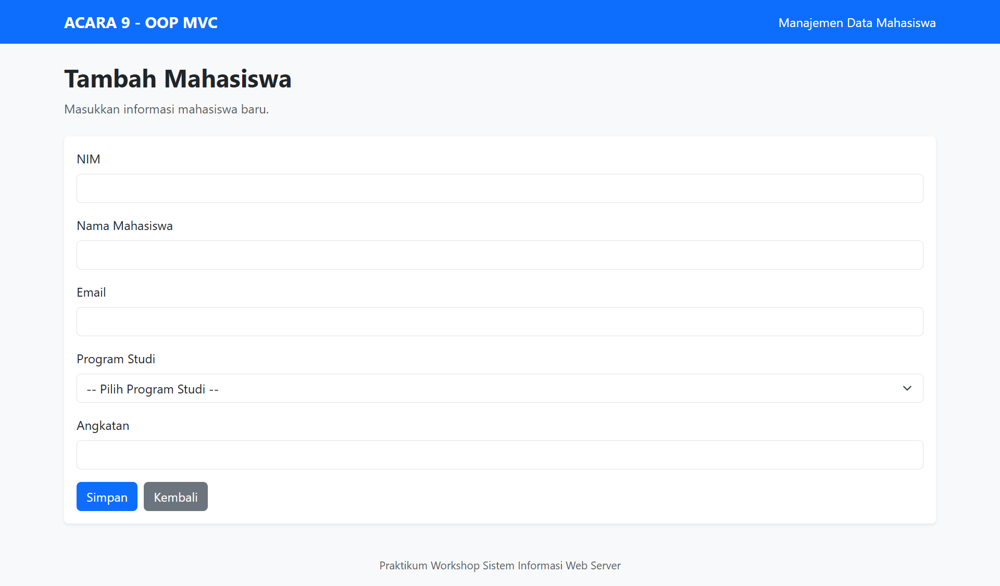 ACARA 9 - OOP MVC
Manajemen Data Mahasiswa
Tambah Mahasiswa
Masukkan informasi mahasiswa baru.
NIM
Nama Mahasiswa
Email
Program Studi
-- Pilih Program Studi --
Angkatan
Simpan
Kembali
Praktikum Workshop Sistem Informasi Web Server